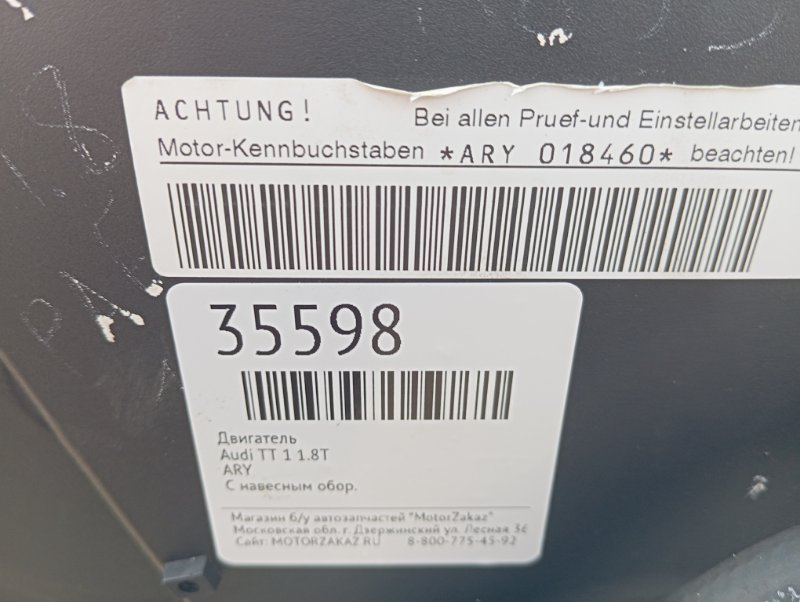 ACHTUNG! Bei allen Pruef-und Einstellarbeiten
Motor-Kennbuchstaben *ARY 018460* beachten!
35598
Двигатель
Audi TT 1 1.8T
ARY
С навесным обор.
Магазин б/у автозапчастей "MotorZakaz"
Московская обл. г. Дзержинский ул. Лесная 36
Сайт: MOTORZAKAZ.RU 8-800-775-45-92